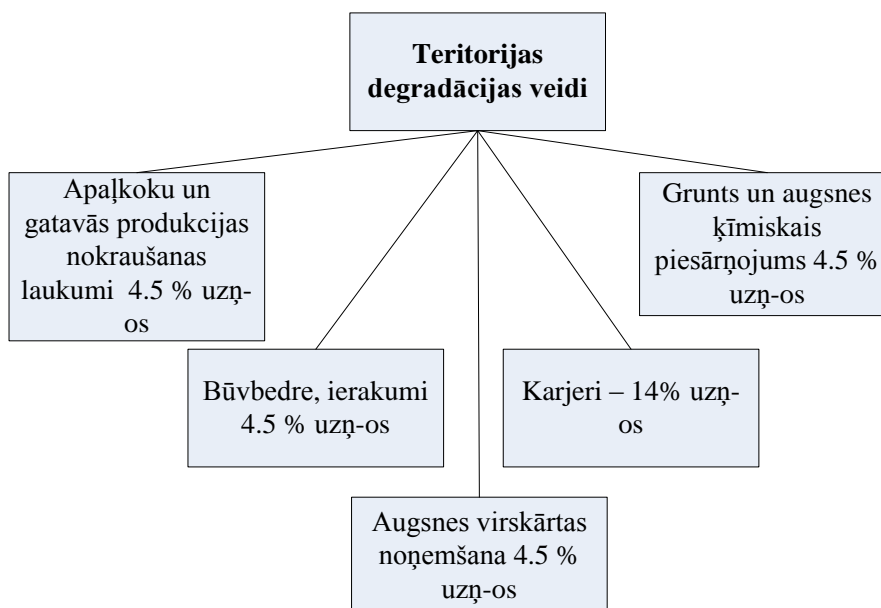 Teritorijas
degradācijas veidi
Apaļkoku un
gatavās produkcijas
nokraušanas
laukumi 4.5 % uzņ-
os
Grunts un augsnes
ķīmiskais
piesārņojums 4.5 %
uzņ-os
Būvbedre, ierakumi
4.5 % uzņ-os
Karjeri – 14% uzņ-
os
Augsnes virskārtas
noņemšana 4.5 %
uzņ-os